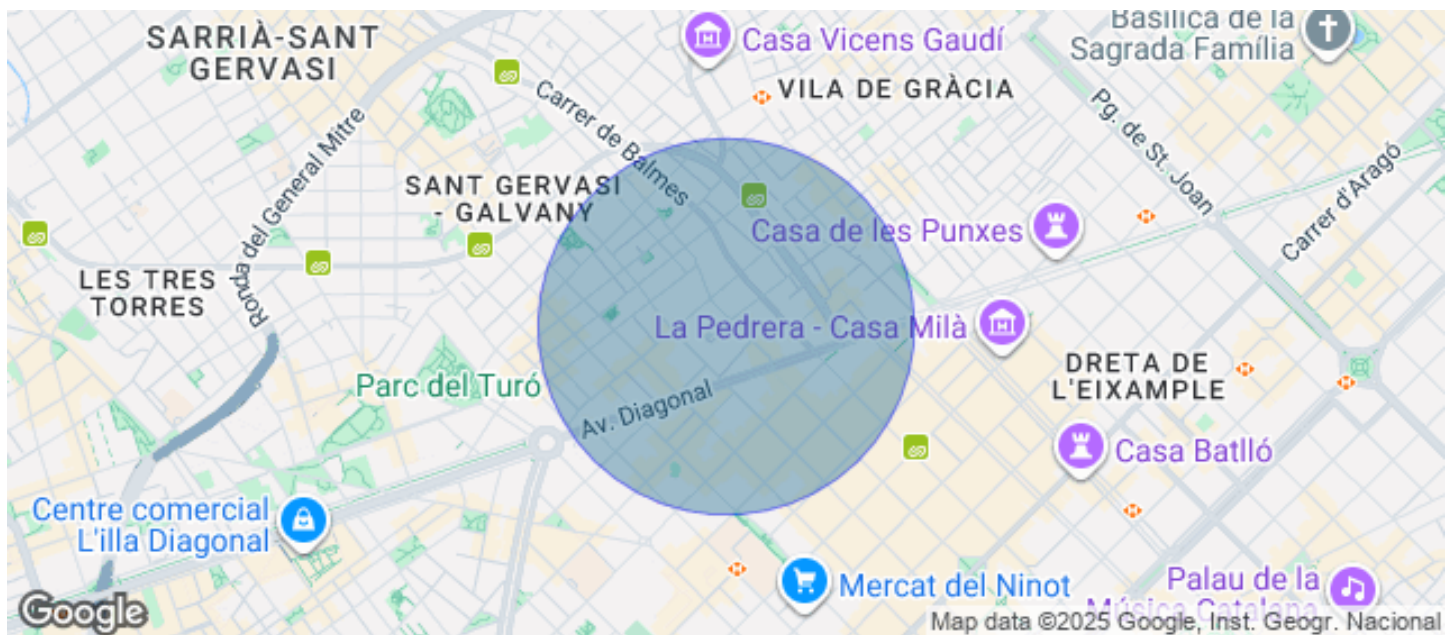 SARRIÀ-SANT
GERVASI
Casa Vicens Gaudí
Basílica de la
Sagrada Família
VILA DE GRÀCIA
Carrer de Balmes
Pg. de St. Joan
Ronda del General Mitre
SANT GERVASI
- GALVANY
Carrer d'Aragó
Casa de les Punxes
LES TRES
TORRES
La Pedrera - Casa Milà
DRETA DE
L'EIXAMPLE
Parc del Turó
Av. Diagonal
Casa Batlló
Centre comercial
L'illa Diagonal
Mercat del Ninot
Palau de la
Música Catalana
Google
Map data ©2025 Google, Inst. Geogr. Nacional